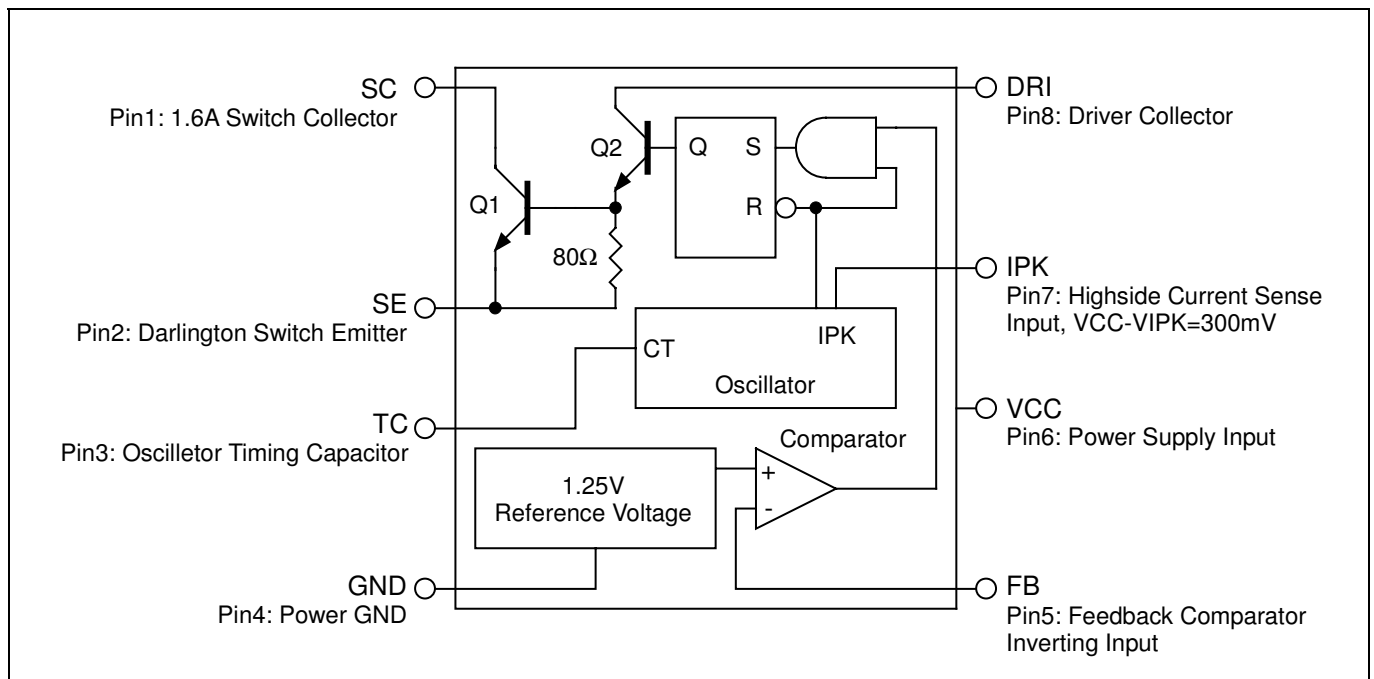 SC
Pin1: 1.6A Switch Collector
DRI
Pin8: Driver Collector
Q2
Q
S
R
Q1
80Ω
SE
Pin2: Darlington Switch Emitter
IPK
Pin7: Highside Current Sense
Input, VCC-VIPK=300mV
CT
IPK
Oscillator
TC
Pin3: Oscilletor Timing Capacitor
VCC
Pin6: Power Supply Input
Comparator
1.25V
Reference Voltage
+
-
GND
Pin4: Power GND
FB
Pin5: Feedback Comparator
Inverting Input